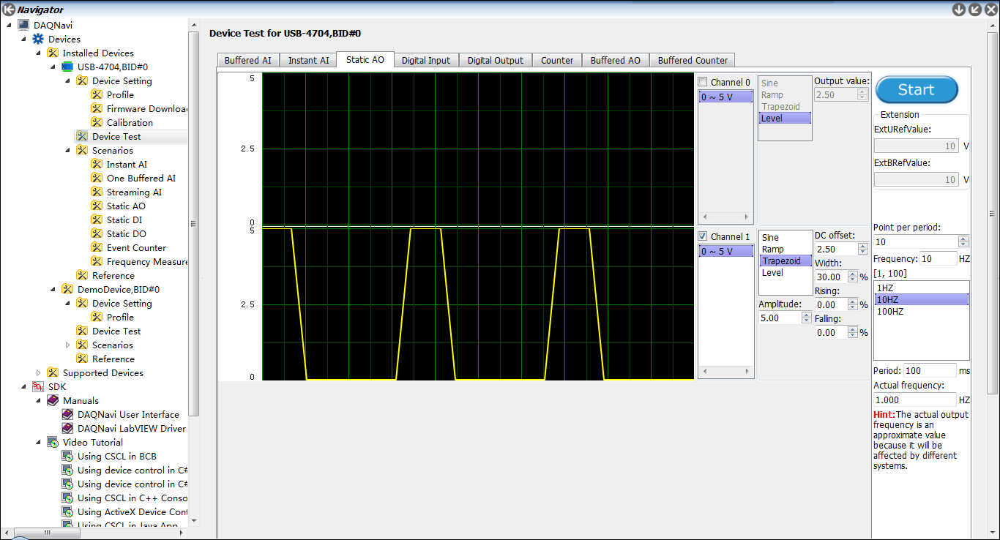 Navigator
DAQNavi
Devices
Installed Devices
USB-4704,BID#0
Device Setting
Profile
Firmware Downloa
Calibration
Device Test
Scenarios
Instant AI
One Buffered AI
Streaming AI
Static AO
Static DI
Static DO
Event Counter
Frequency Measure
Reference
DemoDevice,BID#0
Device Setting
Profile
Device Test
Scenarios
Reference
Supported Devices
SDK
Manuals
DAQNavi User Interface
DAQNavi LabVIEW Driver
Video Tutorial
Using CSCL in BCB
Using device control in C#
Using device control in C#
Using CSCL in C++ Conso
Using ActiveX Device Cont
Using CSCL in Java App
Device Test for USB-4704,BID#0
Buffered AI Instant AI Static AO Digital Input Digital Output Counter Buffered AO Buffered Counter
5
2.5
0
5
2.5
0
Channel 0
0 ~ 5 V
Sine
Ramp
Trapezoid
Level
Output value:
2.50
Channel 1
0 ~ 5 V
Sine
Ramp
Trapezoid
Level
Amplitude:
5.00
DC offset:
2.50
Width:
30.00 %
Rising:
0.00 %
Falling:
0.00 %
Start
Extension
ExtURefValue:
10 V
ExtBRefValue:
10 V
Point per period:
10
Frequency: 10 HZ
[1, 100]
1HZ
10HZ
100HZ
Period: 100 ms
Actual frequency:
1.000 HZ
Hint:The actual output
frequency is an
approximate value
because it will be
affected by different
systems.